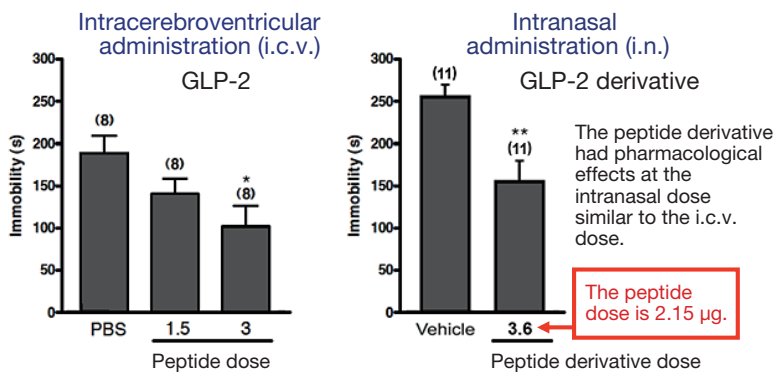 Intracerebroventricular
administration (i.c.v.)
GLP-2
Immobility (s)
300
250
200
150
100
50
0
(8)
(8)
*
(8)
PBS
1.5
3
Peptide dose
Intranasal
administration (i.n.)
GLP-2 derivative
Immobility (s)
300
250
200
150
100
50
0
(11)
**
(11)
Vehicle
3.6
Peptide derivative dose
The peptide derivative
had pharmacological
effects at the
intranasal dose
similar to the i.c.v.
dose.
The peptide
dose is 2.15 µg.